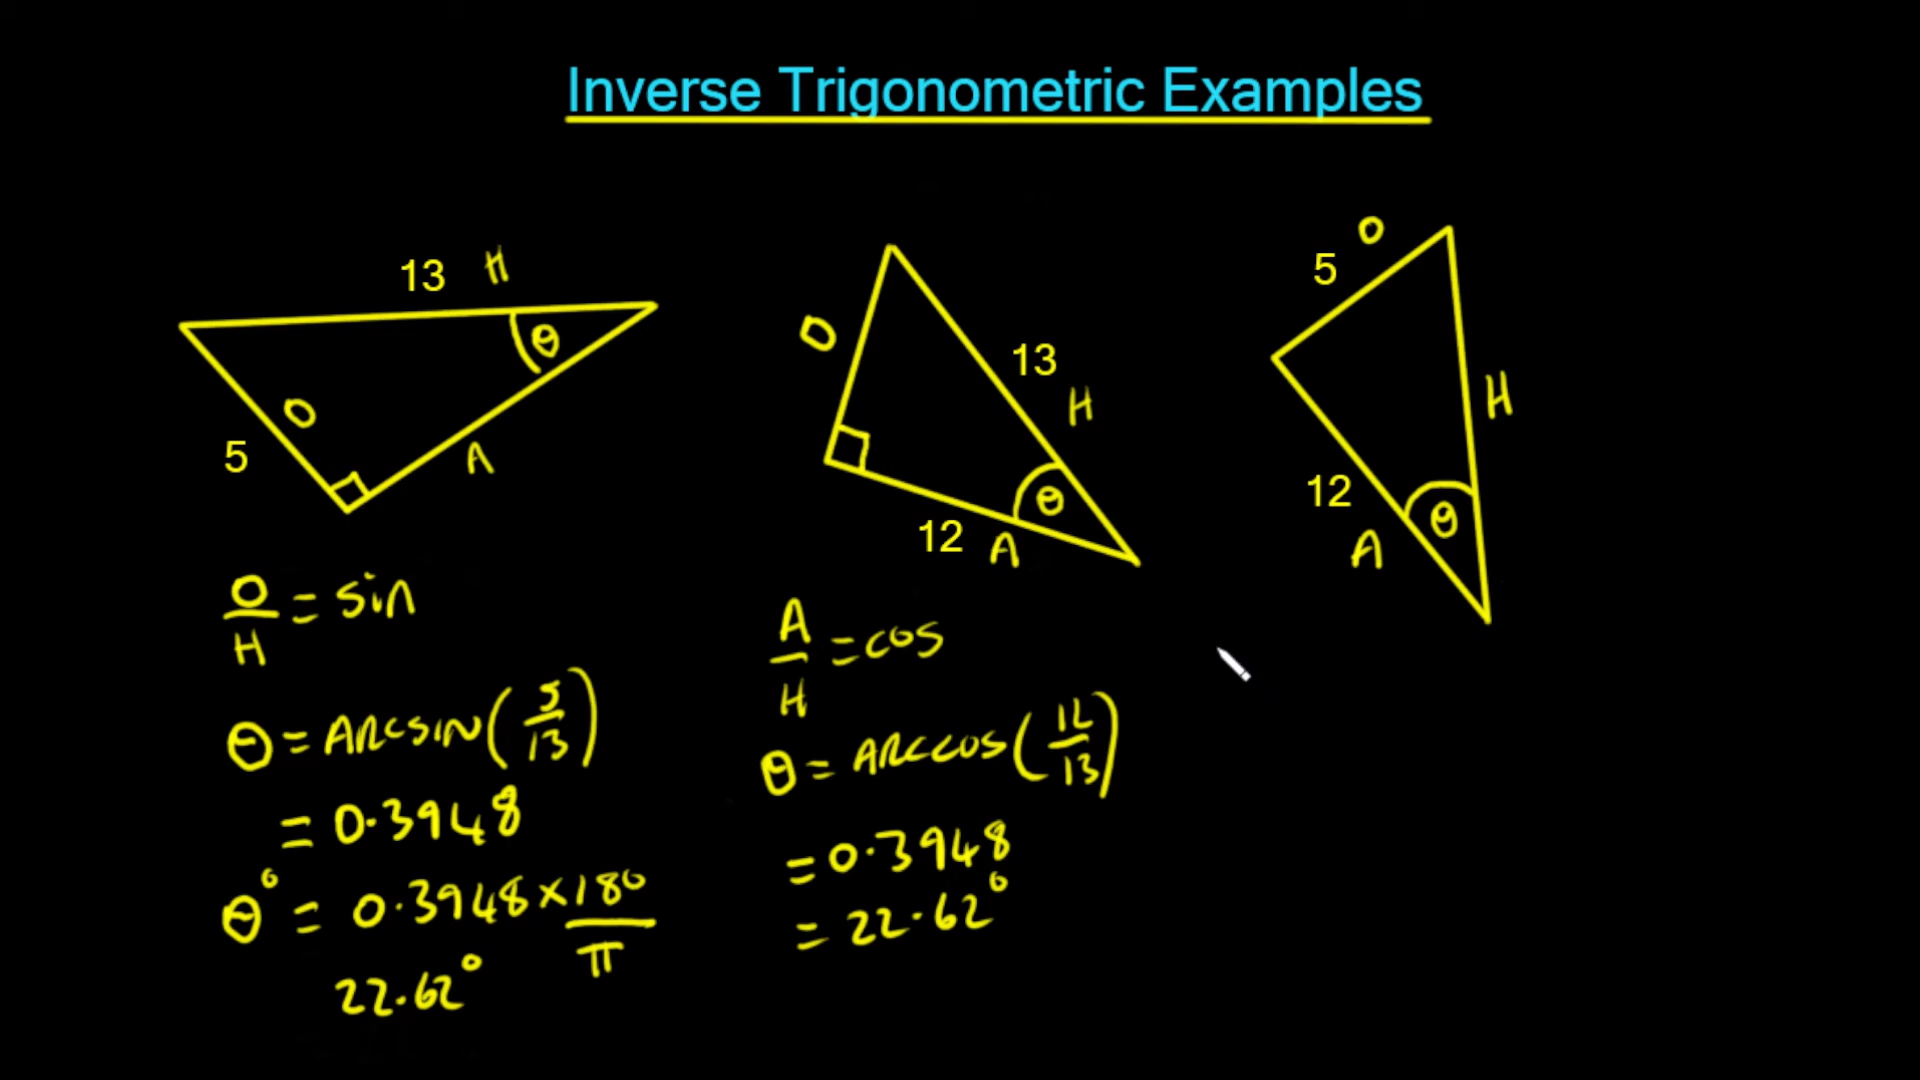 Inverse Trigonometric Examples
13 H
θ
O
5
A
O
13
H
θ
12 A
O
5
H
12
θ
A
O/H = sin
θ = ARCSIN(5/13)
= 0.3948
θ° = 0.3948 × 180/π
22.62°
A/H = cos
θ = ARCCOS(12/13)
= 0.3948
= 22.62°